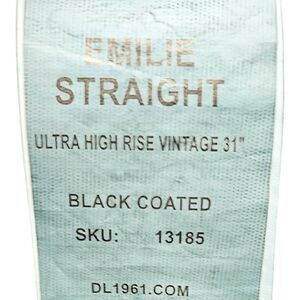 EMILIE
STRAIGHT
ULTRA HIGH RISE VINTAGE 31"
BLACK COATED
SKU: 13185
DL1961.COM